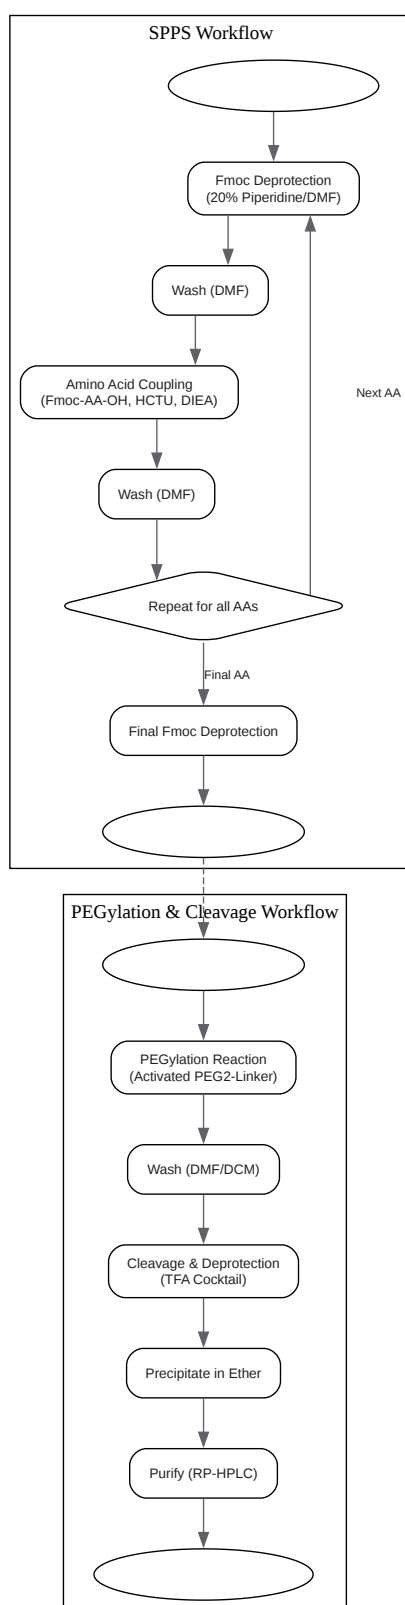 SPPS Workflow
Fmoc Deprotection
(20% Piperidine/DMF)
Wash (DMF)
Amino Acid Coupling
(Fmoc-AA-OH, HCTU, DIEA)
Next AA
Wash (DMF)
Repeat for all AAs
Final AA
Final Fmoc Deprotection
PEGylation & Cleavage Workflow
PEGylation Reaction
(Activated PEG2-Linker)
Wash (DMF/DCM)
Cleavage & Deprotection
(TFA Cocktail)
Precipitate in Ether
Purify (RP-HPLC)